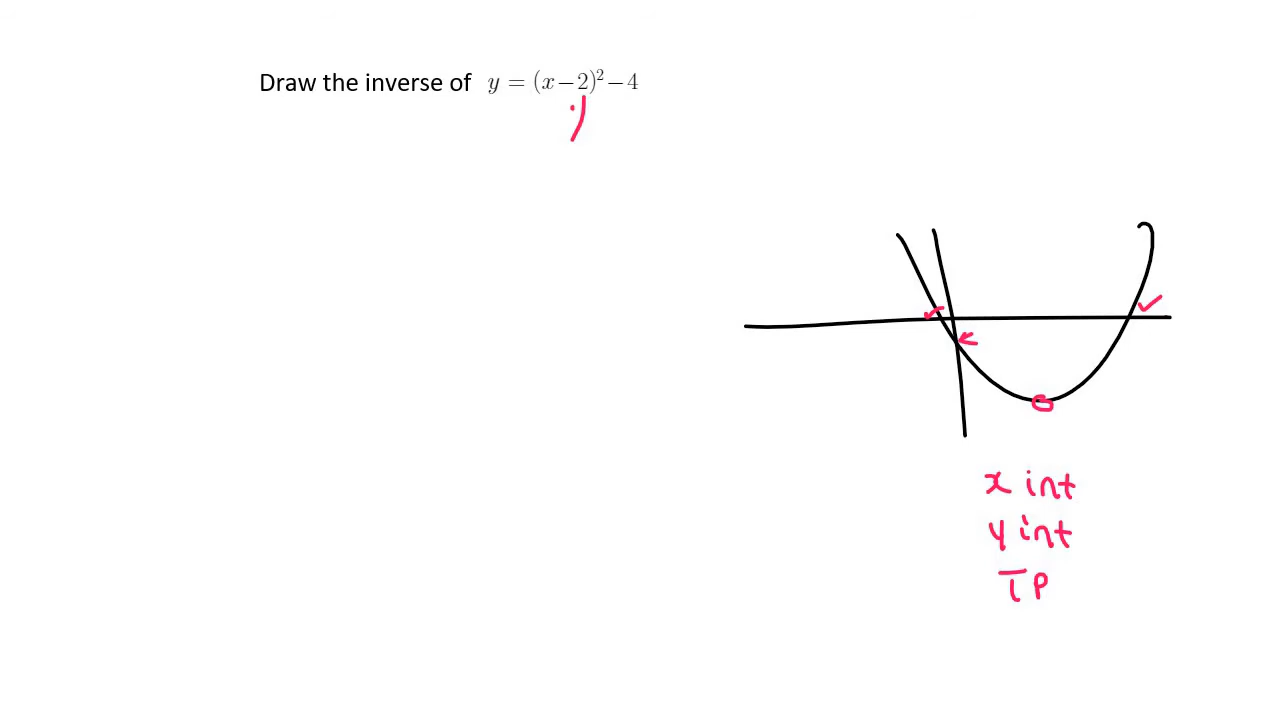 Draw the inverse of y = (x−2)²−4
x int
y int
TP